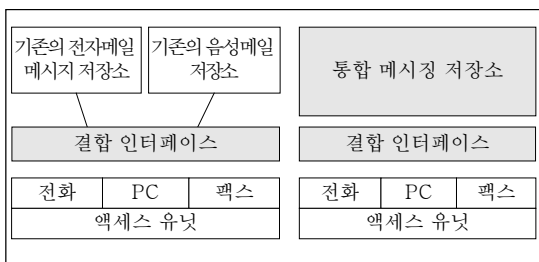 기존의 전자메일
메시지 저장소
기존의 음성메일
저장소
결합 인터페이스
전화 PC 팩스
액세스 유닛
통합 메시징 저장소
결합 인터페이스
전화 PC 팩스
액세스 유닛